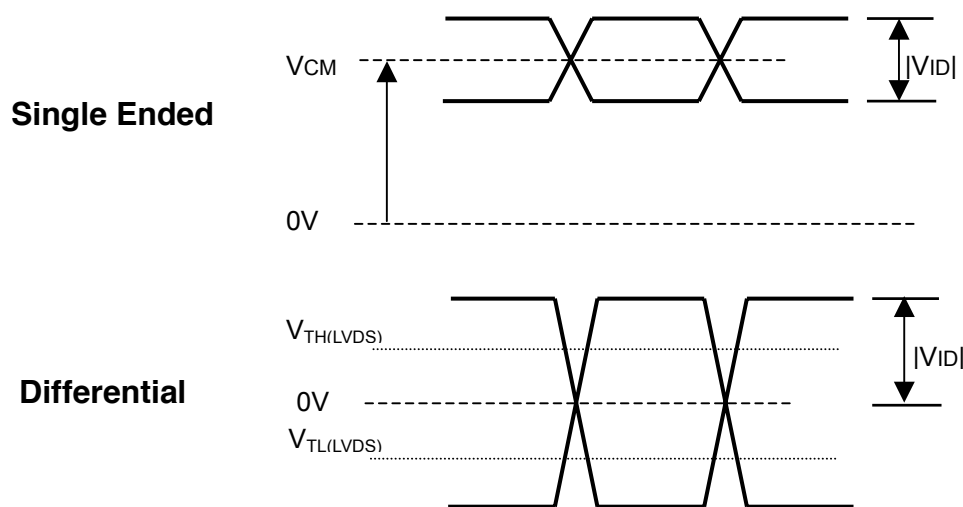 VCM
|VID|
Single Ended
0V
VTH(LVDS)
|VID|
Differential
0V
VTL(LVDS)